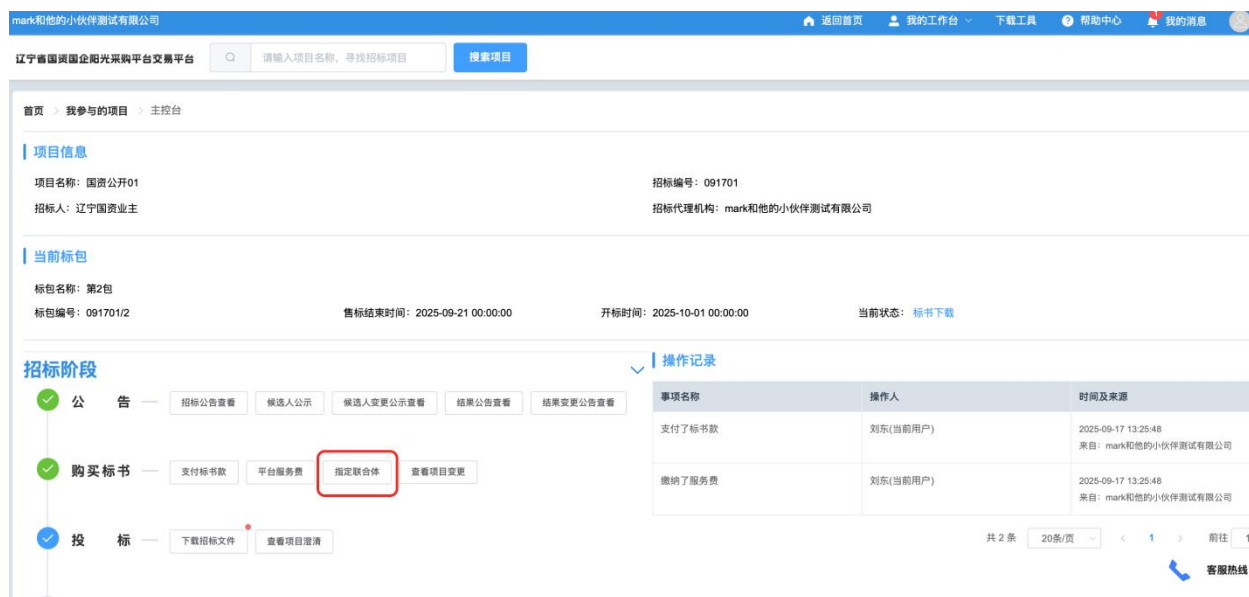 mark和他的小伙伴测试有限公司 返回首页 我的工作台 下载工具 帮助中心 1 我的消息
辽宁省国资国企阳光采购平台交易平台 请输入项目名称，寻找招标项目 搜索项目
首页 > 我参与的项目 > 主控台
项目信息
项目名称：国资公开01 招标编号：091701
招标人：辽宁国资业主 招标代理机构：mark和他的小伙伴测试有限公司
当前标包
标包名称：第2包
标包编号：091701/2 售标结束时间：2025-09-21 00:00:00 开标时间：2025-10-01 00:00:00 当前状态：标书下载
招标阶段
公 告 招标公告查看 候选人公示 候选人变更公示查看 结果公告查看 结果变更公告查看
购买标书 支付标书款 平台服务费 指定联合体 查看项目变更
投 标 下载招标文件 查看项目澄清
操作记录
事项名称 操作人 时间及来源
支付了标书款 刘东(当前用户) 2025-09-17 13:25:48
来自：mark和他的小伙伴测试有限公司
缴纳了服务费 刘东(当前用户) 2025-09-17 13:25:48
来自：mark和他的小伙伴测试有限公司
共 2 条 20条/页 < 1 > 前往 1
客服热线